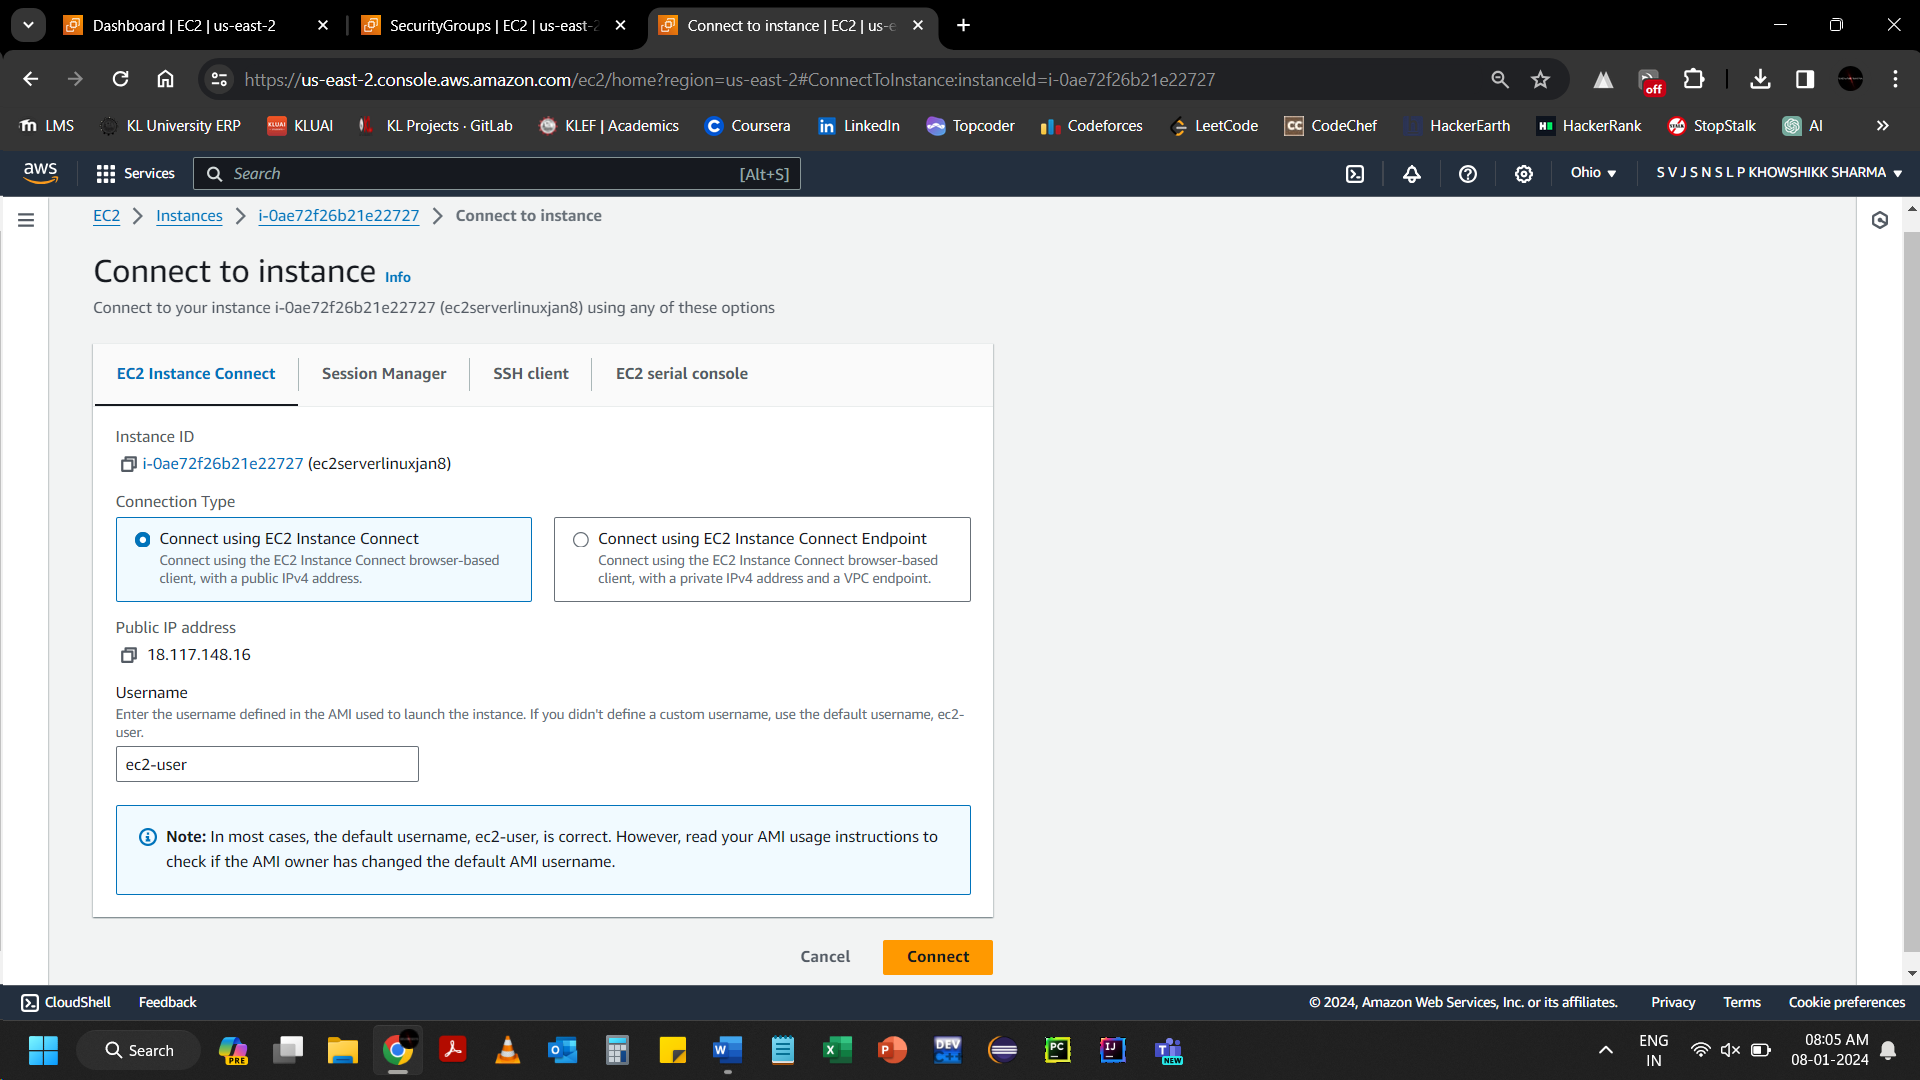 Dashboard | EC2 | us-east-2
SecurityGroups | EC2 | us-east-2
Connect to instance | EC2 | us-e
https://us-east-2.console.aws.amazon.com/ec2/home?region=us-east-2#ConnectToInstance:instanceId=i-0ae72f26b21e22727
off
LMS
KL University ERP
KLUAI
KLUAI
KL Projects · GitLab
KLEF | Academics
Coursera
LinkedIn
Topcoder
Codeforces
LeetCode
CC
CodeChef
HackerEarth
HackerRank
StopStalk
AI
aws
Services
Search
[Alt+S]
Ohio
S V J S N S L P KHOWSHIKK SHARMA
EC2
Instances
i-0ae72f26b21e22727
Connect to instance
Connect to instance Info
Connect to your instance i-0ae72f26b21e22727 (ec2serverlinuxjan8) using any of these options
EC2 Instance Connect
Session Manager
SSH client
EC2 serial console
Instance ID
i-0ae72f26b21e22727 (ec2serverlinuxjan8)
Connection Type
Connect using EC2 Instance Connect
Connect using the EC2 Instance Connect browser-based
client, with a public IPv4 address.
Connect using EC2 Instance Connect Endpoint
Connect using the EC2 Instance Connect browser-based
client, with a private IPv4 address and a VPC endpoint.
Public IP address
18.117.148.16
Username
Enter the username defined in the AMI used to launch the instance. If you didn't define a custom username, use the default username, ec2-
user.
ec2-user
Note: In most cases, the default username, ec2-user, is correct. However, read your AMI usage instructions to
check if the AMI owner has changed the default AMI username.
Cancel
Connect
CloudShell
Feedback
© 2024, Amazon Web Services, Inc. or its affiliates.
Privacy
Terms
Cookie preferences
Search
PRE
DEV
PC
IJ
NEW
ENG
IN
08:05 AM
08-01-2024